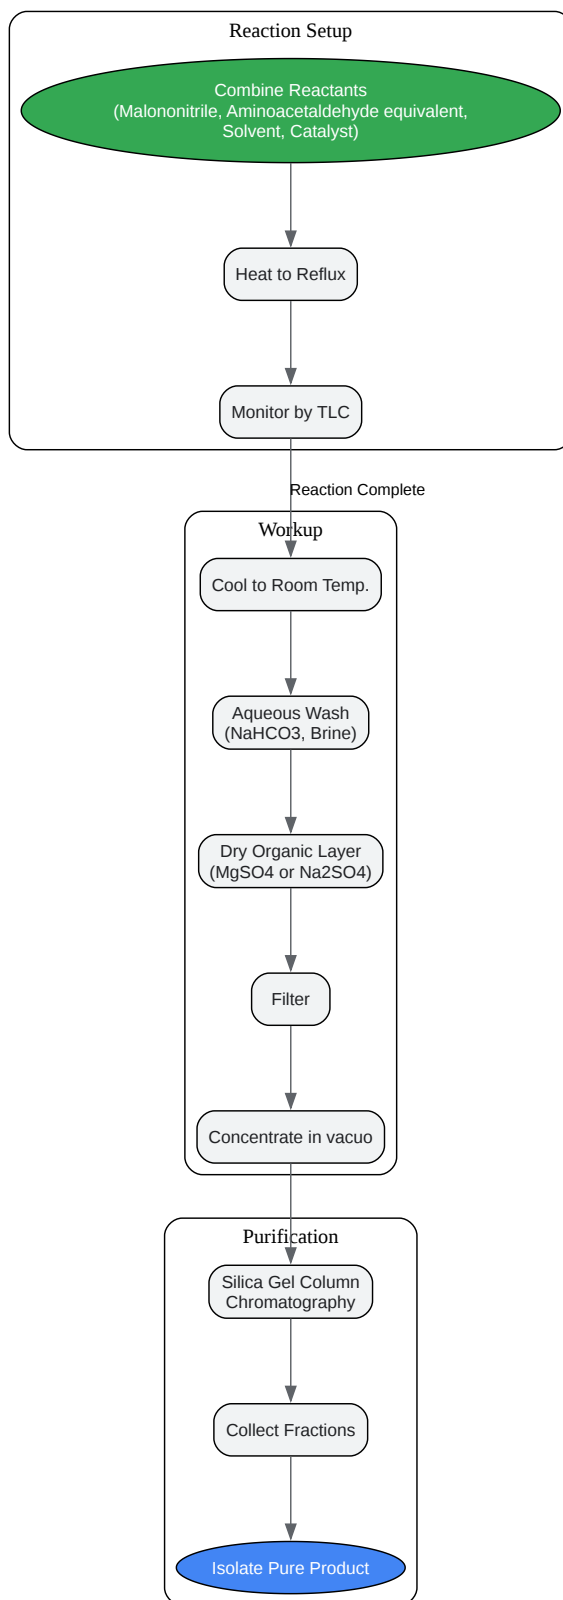 Reaction Setup
Combine Reactants
(Malononitrile, Aminoacetaldehyde equivalent,
Solvent, Catalyst)
Heat to Reflux
Monitor by TLC
Reaction Complete
Workup
Cool to Room Temp.
Aqueous Wash
(NaHCO3, Brine)
Dry Organic Layer
(MgSO4 or Na2SO4)
Filter
Concentrate in vacuo
Purification
Silica Gel Column
Chromatography
Collect Fractions
Isolate Pure Product